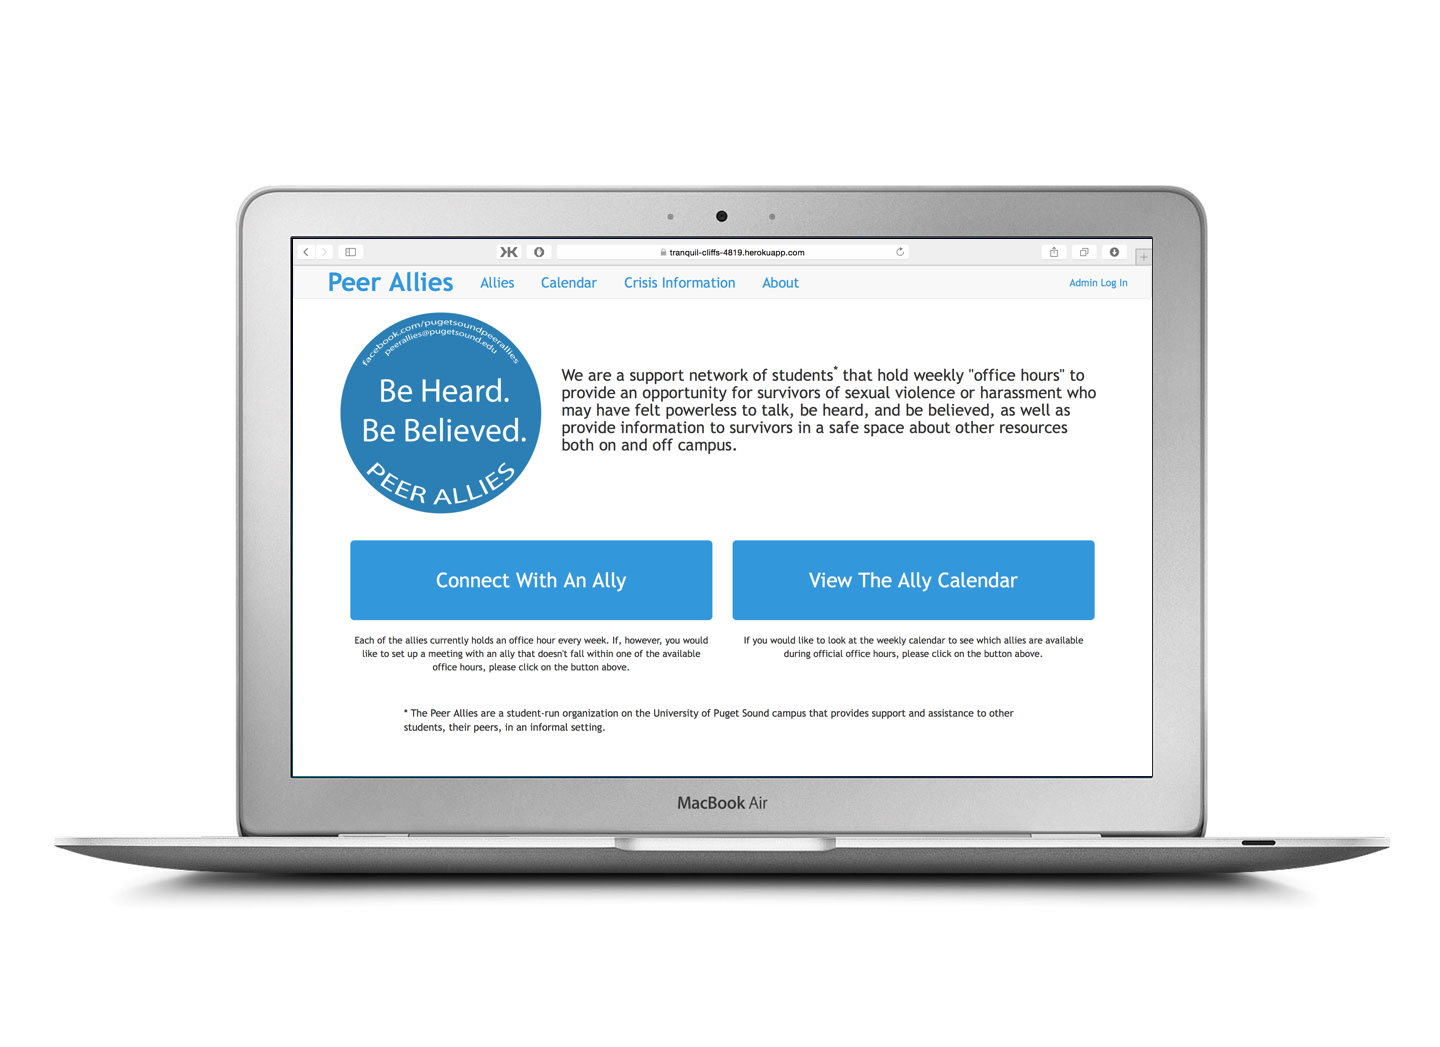 tranquil-cliffs-4819.herokuapp.com
Peer Allies Allies Calendar Crisis Information About Admin Log In
facebook.com/pugetsoundpeerallies
peerallies@pugetsound.edu
Be Heard.
Be Believed.
PEER ALLIES
We are a support network of students* that hold weekly "office hours" to
provide an opportunity for survivors of sexual violence or harassment who
may have felt powerless to talk, be heard, and be believed, as well as
provide information to survivors in a safe space about other resources
both on and off campus.
Connect With An Ally
Each of the allies currently holds an office hour every week. If, however, you would
like to set up a meeting with an ally that doesn't fall within one of the available
office hours, please click on the button above.
View The Ally Calendar
If you would like to look at the weekly calendar to see which allies are available
during official office hours, please click on the button above.
* The Peer Allies are a student-run organization on the University of Puget Sound campus that provides support and assistance to other
students, their peers, in an informal setting.
MacBook Air